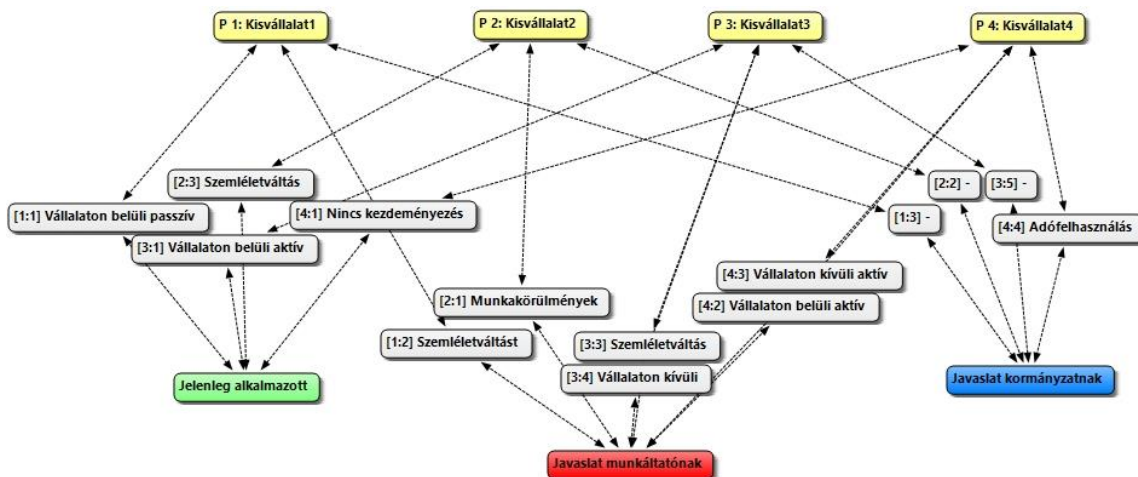 P 1: Kisvállalat1
P 2: Kisvállalat2
P 3: Kisvállalat3
P 4: Kisvállalat4
[2:3] Szemléletváltás
[2:2] -
[3:5] -
[1:1] Vállalaton belüli passzív
[4:1] Nincs kezdeményezés
[1:3] -
[4:4] Adófelhasználás
[3:1] Vállalaton belüli aktív
[4:3] Vállalaton kívüli aktív
[2:1] Munkakörülmények
[4:2] Vállalaton belüli aktív
[1:2] Szemléletváltást
[3:3] Szemléletváltás
[3:4] Vállalaton kívüli
Jelenleg alkalmazott
Javaslat kormányzatnak
Javaslat munkáltatónak